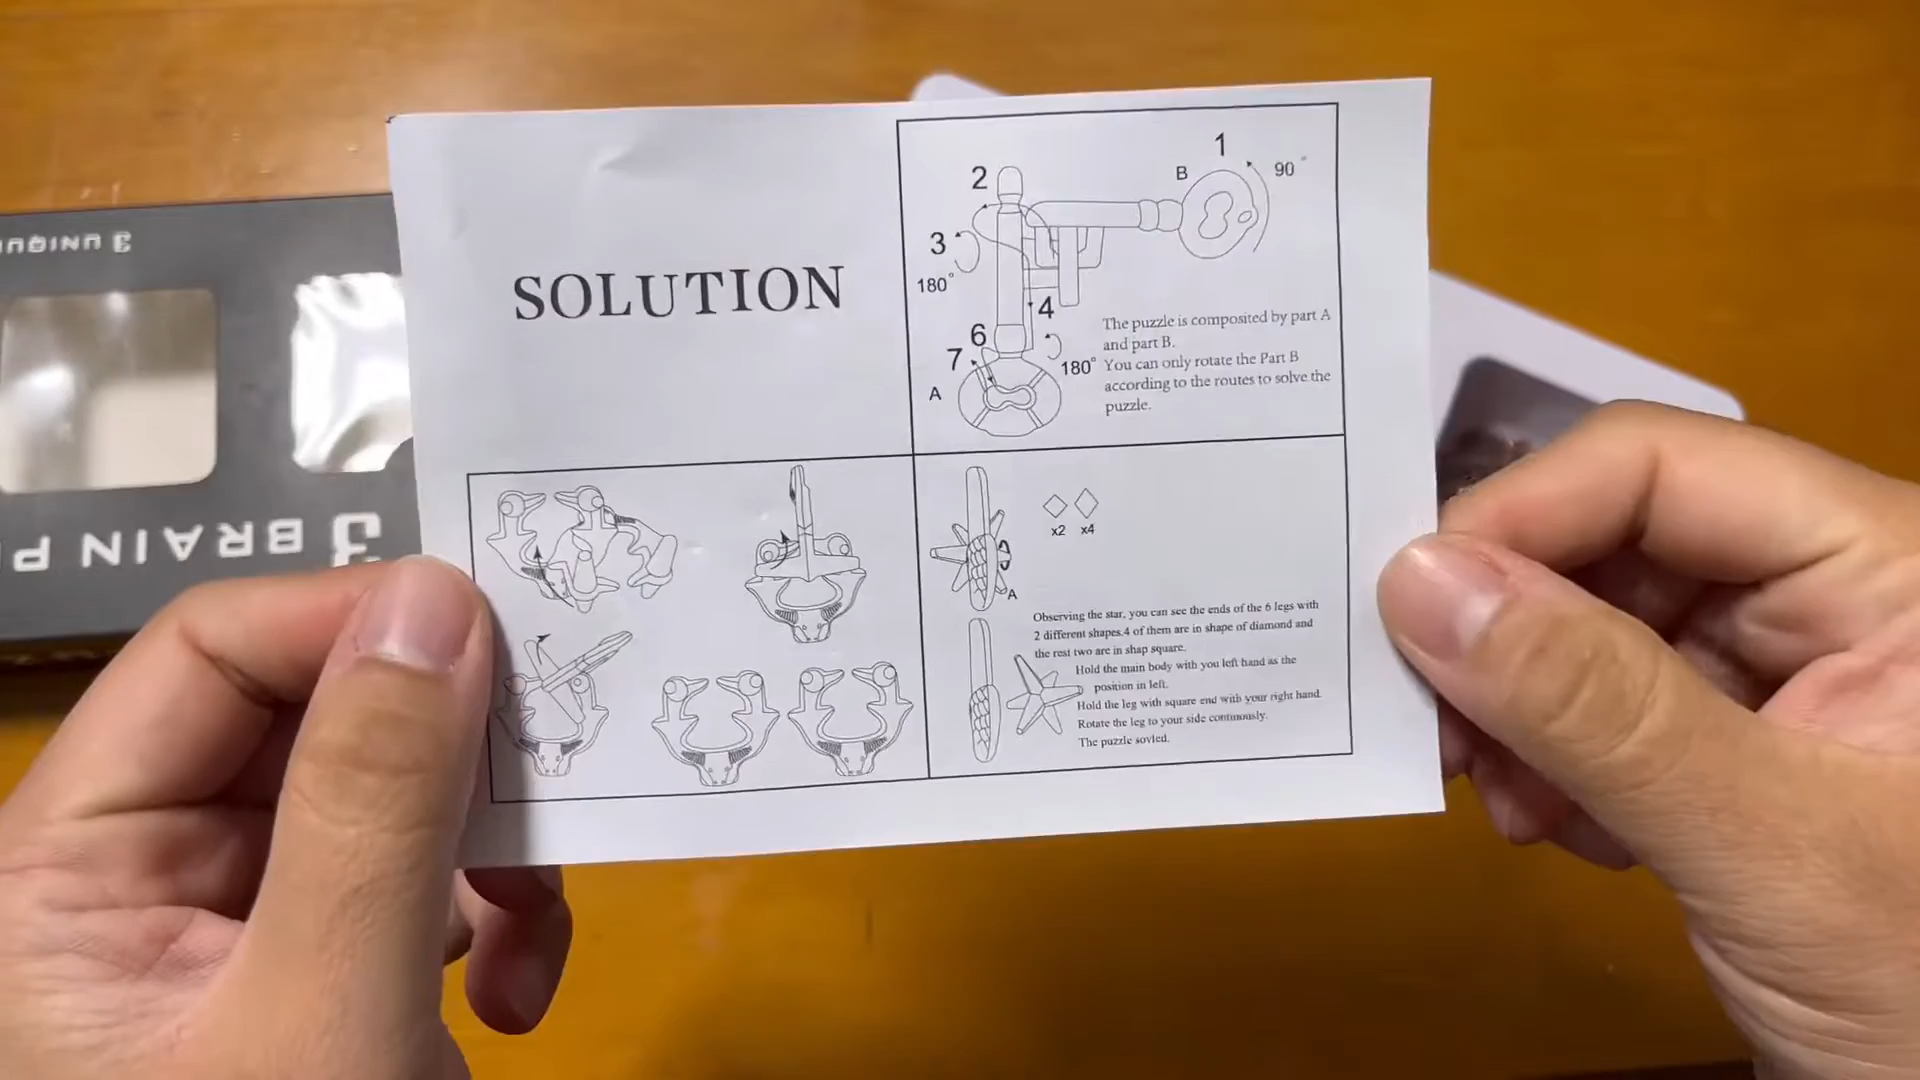 3 UNIQU
3 BRAIN P
SOLUTION
1
B
90°
2
3
180°
4
6
7
180°
A
The puzzle is composited by part A
and part B.
You can only rotate the Part B
according to the routes to solve the
puzzle.
x2 x4
A
Observing the star, you can see the ends of the 6 legs with
2 different shapes.4 of them are in shape of diamond and
the rest two are in shap square.
Hold the main body with you left hand as the
position in left.
Hold the leg with square end with your right hand.
Rotate the leg to your side continously.
The puzzle sovled.